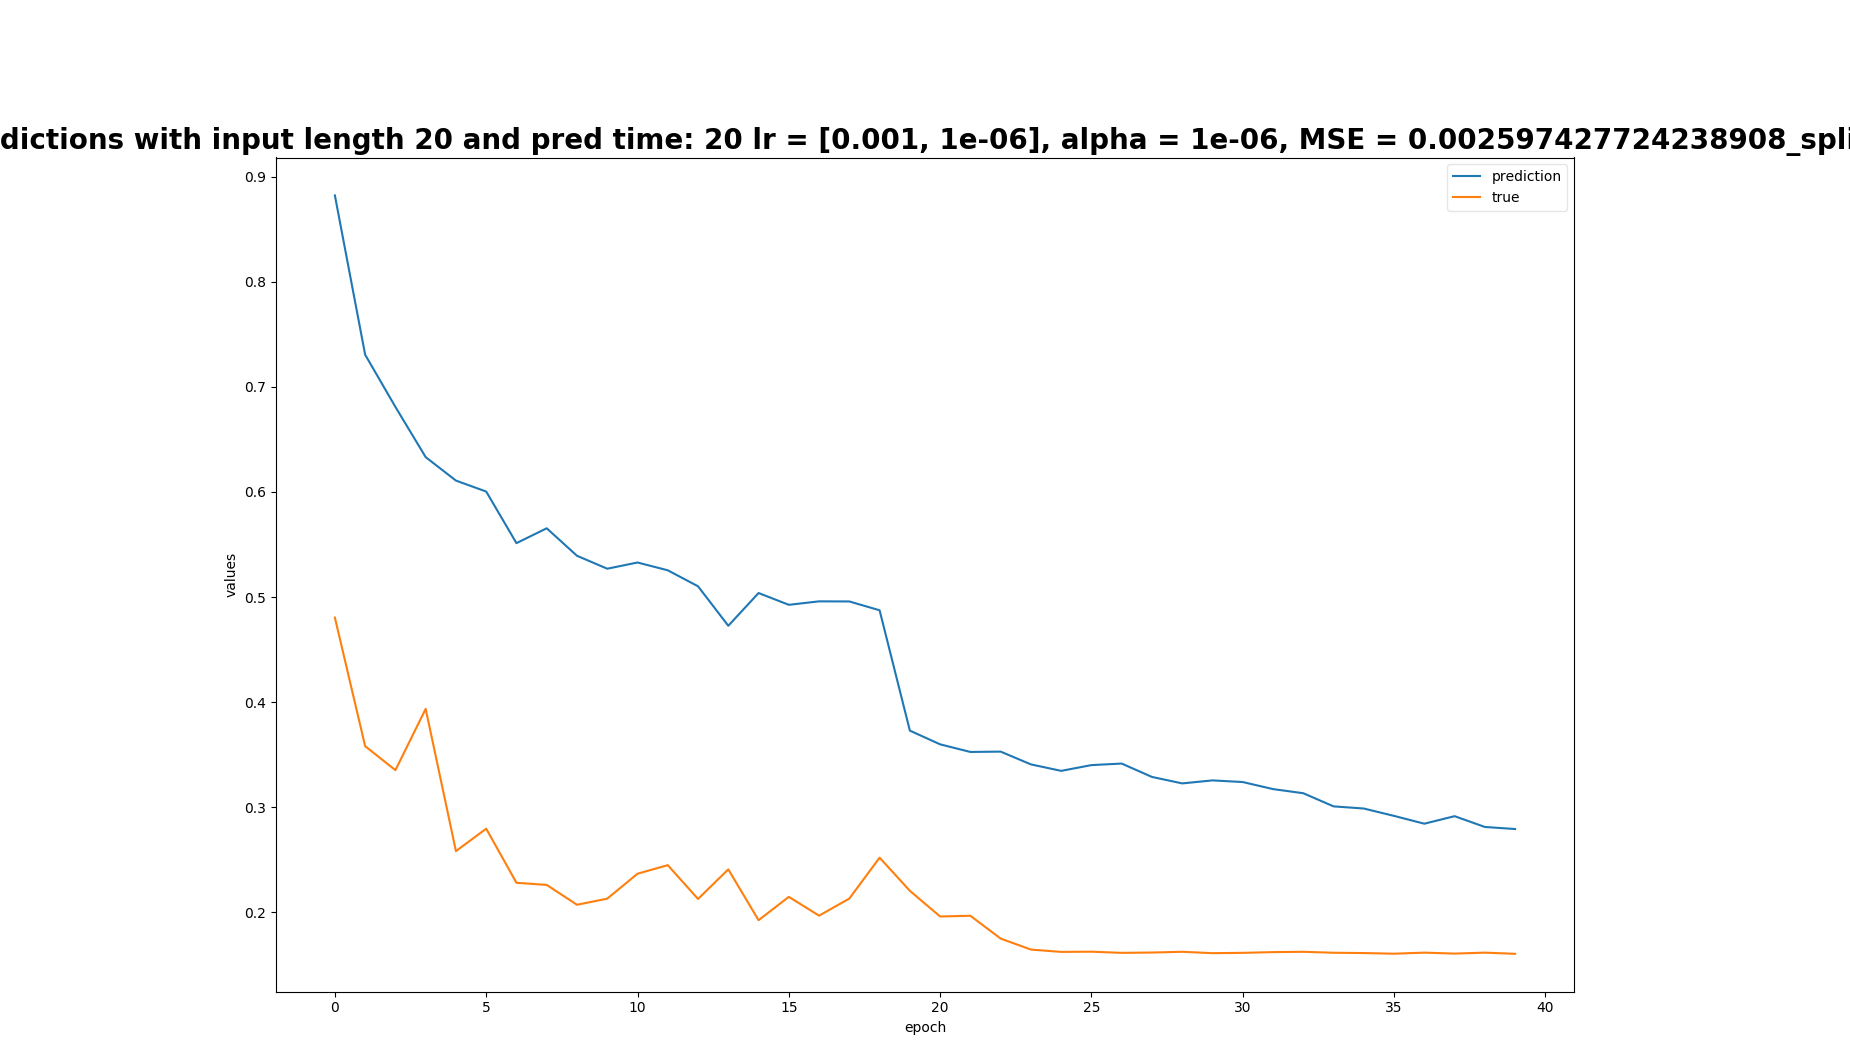 dictions with input length 20 and pred time: 20 lr = [0.001, 1e-06], alpha = 1e-06, MSE = 0.002597427724238908_spli
prediction
true
0.9
0.8
0.7
0.6
0.5
0.4
0.3
0.2
values
0 5 10 15 20 25 30 35 40
epoch